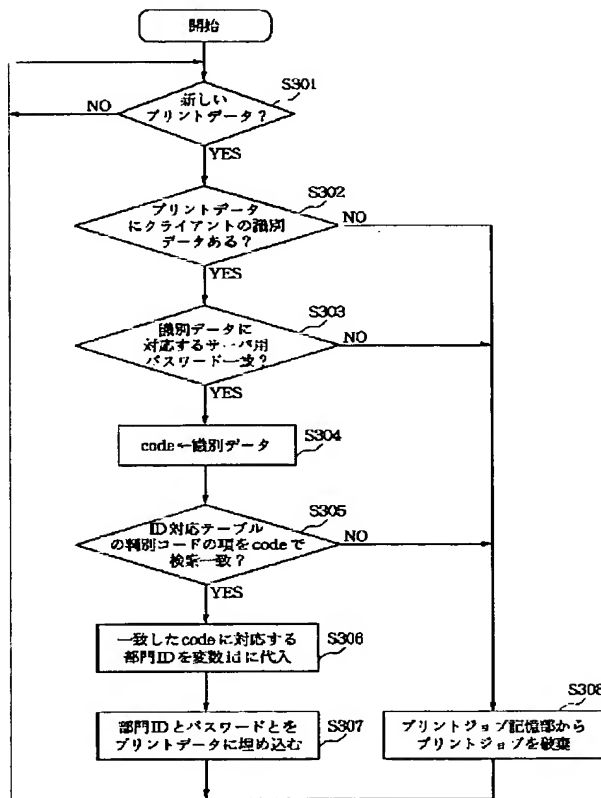 開始
S301
新しい
プリントデータ？
NO
YES
S302
プリントデータ
にクライアントの識別
データある？
NO
YES
S303
識別データに
対応するサーバ用
パスワード一致？
NO
YES
S304
code←識別データ
S305
ID対応テーブル
の判別コードの項をcodeで
検索一致？
NO
YES
S306
一致したcodeに対応する
部門IDを変数idに代入
S307
部門IDとパスワードとを
プリントデータに埋め込む
S308
プリントジョブ記憶部から
プリントジョブを破棄